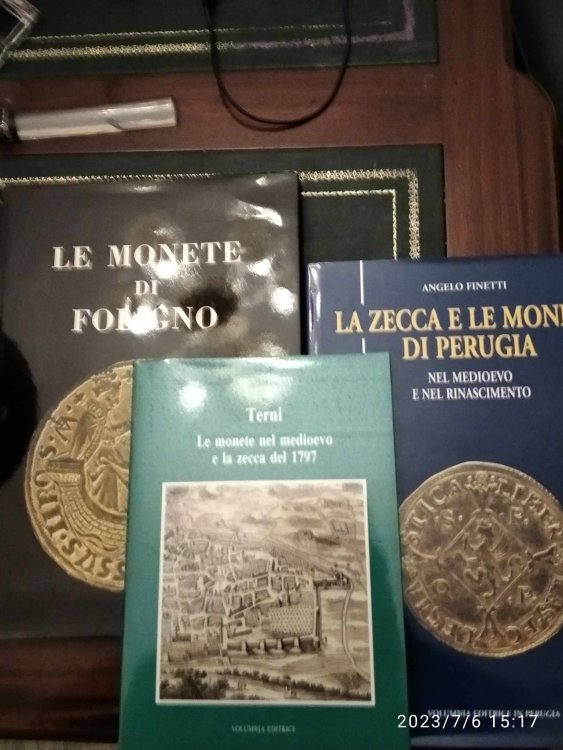 LE MONETE
DI
FOLIGNO
ANGELO FINETTI
LA ZECCA E LE MONE
DI PERUGIA
NEL MEDIOEVO
E NEL RINASCIMENTO
Terni
Le monete nel medioevo
e la zecca del 1797
VOLUMNIA EDITRICE
VOLUMNIA EDITRICE IN PERUGIA
2023/7/6 15:17